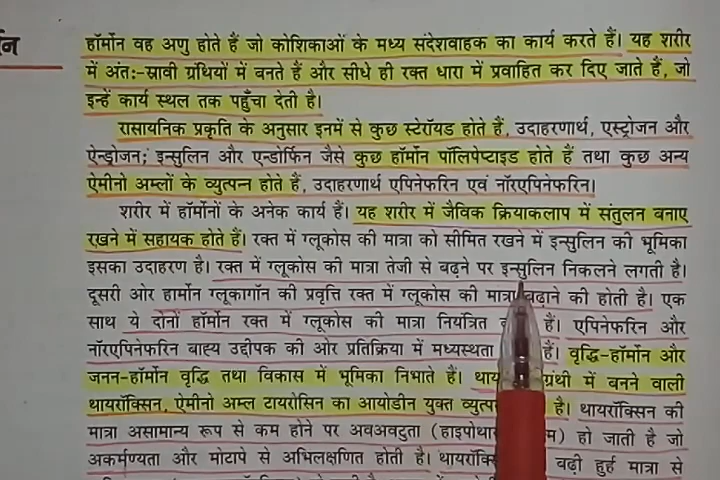 र्मोन
हॉर्मोन वह अणु होते हैं जो कोशिकाओं के मध्य संदेशवाहक का कार्य करते हैं। यह शरीर
में अंतः-स्रावी ग्रंथियों में बनते हैं और सीधे ही रक्त धारा में प्रवाहित कर दिए जाते हैं, जो
इन्हें कार्य स्थल तक पहुँचा देती है।
रासायनिक प्रकृति के अनुसार इनमें से कुछ स्टेरॉयड होते हैं, उदाहरणार्थ, एस्ट्रोजन और
ऐन्ड्रोजन; इन्सुलिन और एन्डोर्फिन जैसे कुछ हॉर्मोन पॉलिपेप्टाइड होते हैं तथा कुछ अन्य
ऐमीनो अम्लों के व्युत्पन्न होते हैं, उदाहरणार्थ एपिनेफरिन एवं नॉरएपिनेफरिन।
शरीर में हॉर्मोनों के अनेक कार्य हैं। यह शरीर में जैविक क्रियाकलाप में संतुलन बनाए
रखने में सहायक होते हैं। रक्त में ग्लूकोस की मात्रा को सीमित रखने में इन्सुलिन की भूमिका
इसका उदाहरण है। रक्त में ग्लूकोस की मात्रा तेजी से बढ़ने पर इन्सुलिन निकलने लगती है।
दूसरी ओर हार्मोन ग्लूकागॉन की प्रवृत्ति रक्त में ग्लूकोस की मात्रा बढ़ाने की होती है। एक
साथ ये दोनों हॉर्मोन रक्त में ग्लूकोस की मात्रा नियंत्रित हैं। एपिनेफरिन और
नॉरएपिनेफरिन बाह्य उद्दीपक की ओर प्रतिक्रिया में मध्यस्थता हैं। वृद्धि-हॉर्मोन और
जनन-हॉर्मोन वृद्धि तथा विकास में भूमिका निभाते हैं। ग्रंथी में बनने वाली
थायरॉक्सिन, ऐमीनो अम्ल टायरोसिन का आयोडीन युक्त है। थायरॉक्सिन की
मात्रा असामान्य रूप से कम होने पर अवअवटुता हो जाती है जो
अकर्मण्यता और मोटापे से अभिलक्षणित होती है। बढ़ी हुई मात्रा से